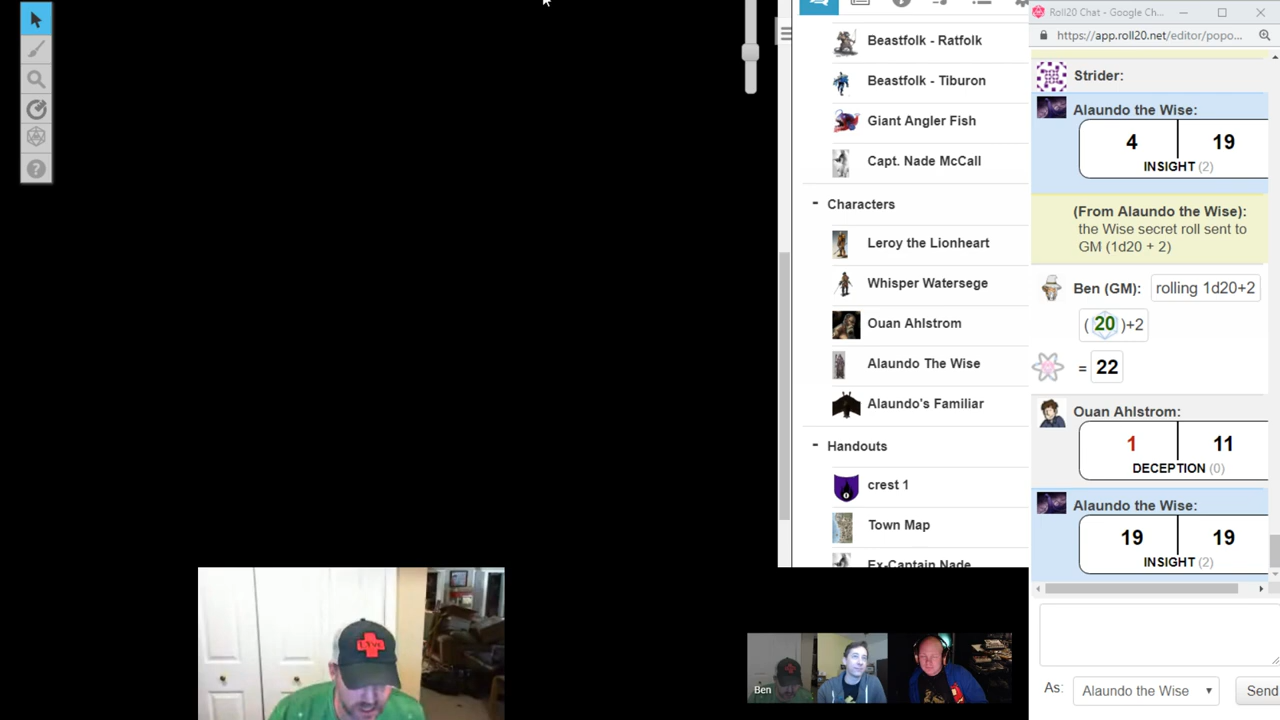 Roll20 Chat - Google Ch...
https://app.roll20.net/editor/popo...
Beastfolk - Ratfolk
Beastfolk - Tiburon
Giant Angler Fish
Capt. Nade McCall
Characters
Leroy the Lionheart
Whisper Watersege
Ouan Ahlstrom
Alaundo The Wise
Alaundo's Familiar
Handouts
crest 1
Town Map
Ex-Captain Nade
Strider:
Alaundo the Wise:
4 19
INSIGHT (2)
(From Alaundo the Wise):
the Wise secret roll sent to
GM (1d20 + 2)
Ben (GM): rolling 1d20+2
( 20 )+2
= 22
Ouan Ahlstrom:
1 11
DECEPTION (0)
Alaundo the Wise:
19 19
INSIGHT (2)
As: Alaundo the Wise Send
Ben